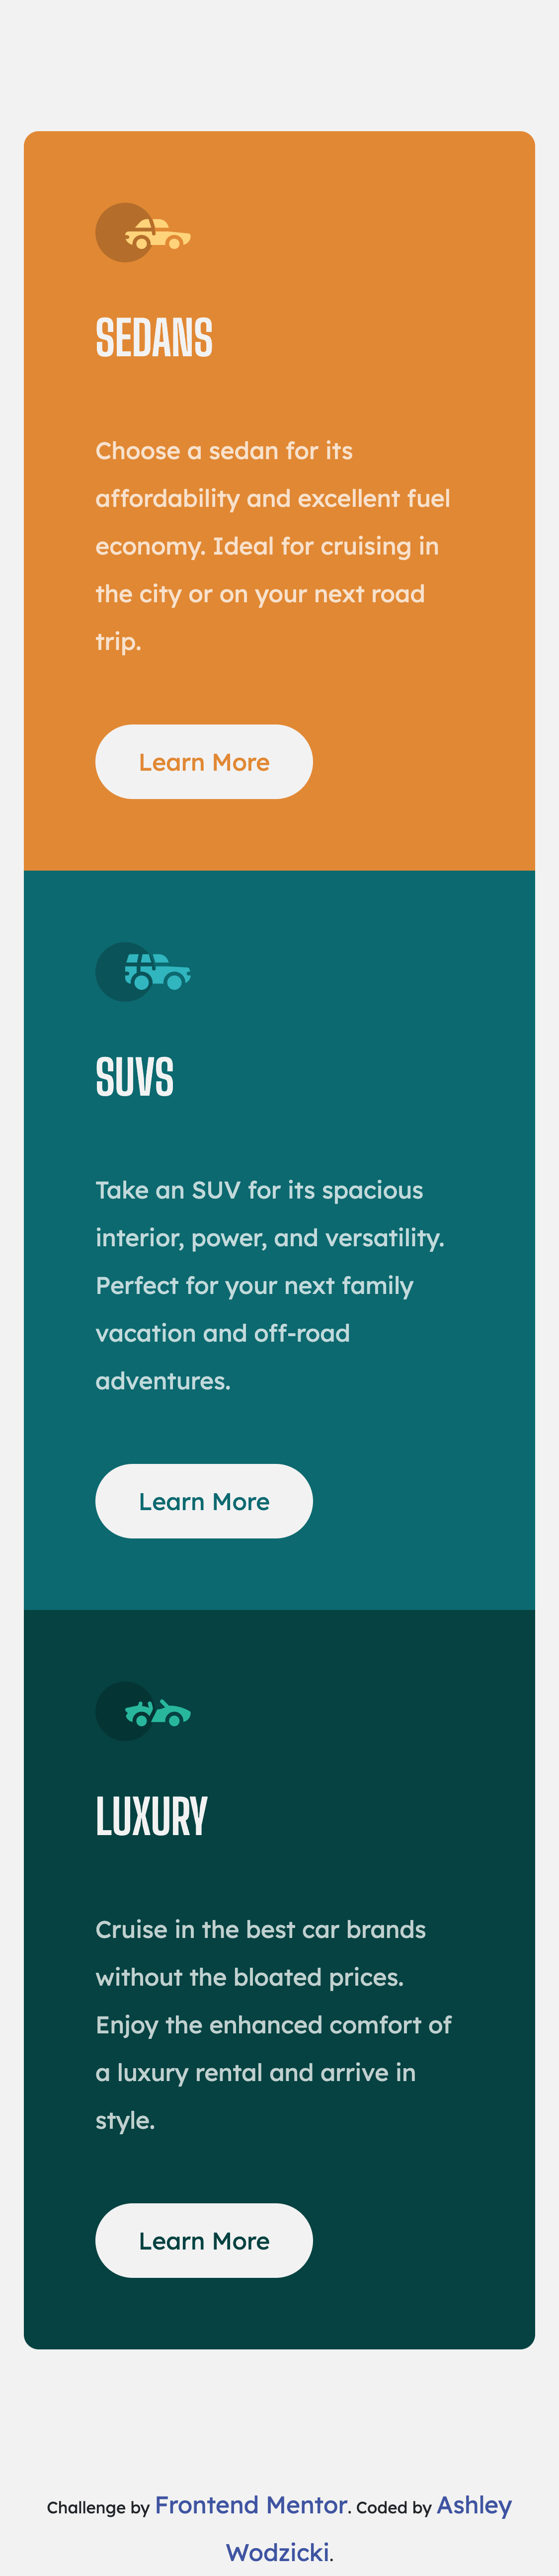 SEDANS
Choose a sedan for its
affordability and excellent fuel
economy. Ideal for cruising in
the city or on your next road
trip.
Learn More
SUVS
Take an SUV for its spacious
interior, power, and versatility.
Perfect for your next family
vacation and off-road
adventures.
Learn More
LUXURY
Cruise in the best car brands
without the bloated prices.
Enjoy the enhanced comfort of
a luxury rental and arrive in
style.
Learn More
Challenge by Frontend Mentor. Coded by Ashley
Wodzicki.